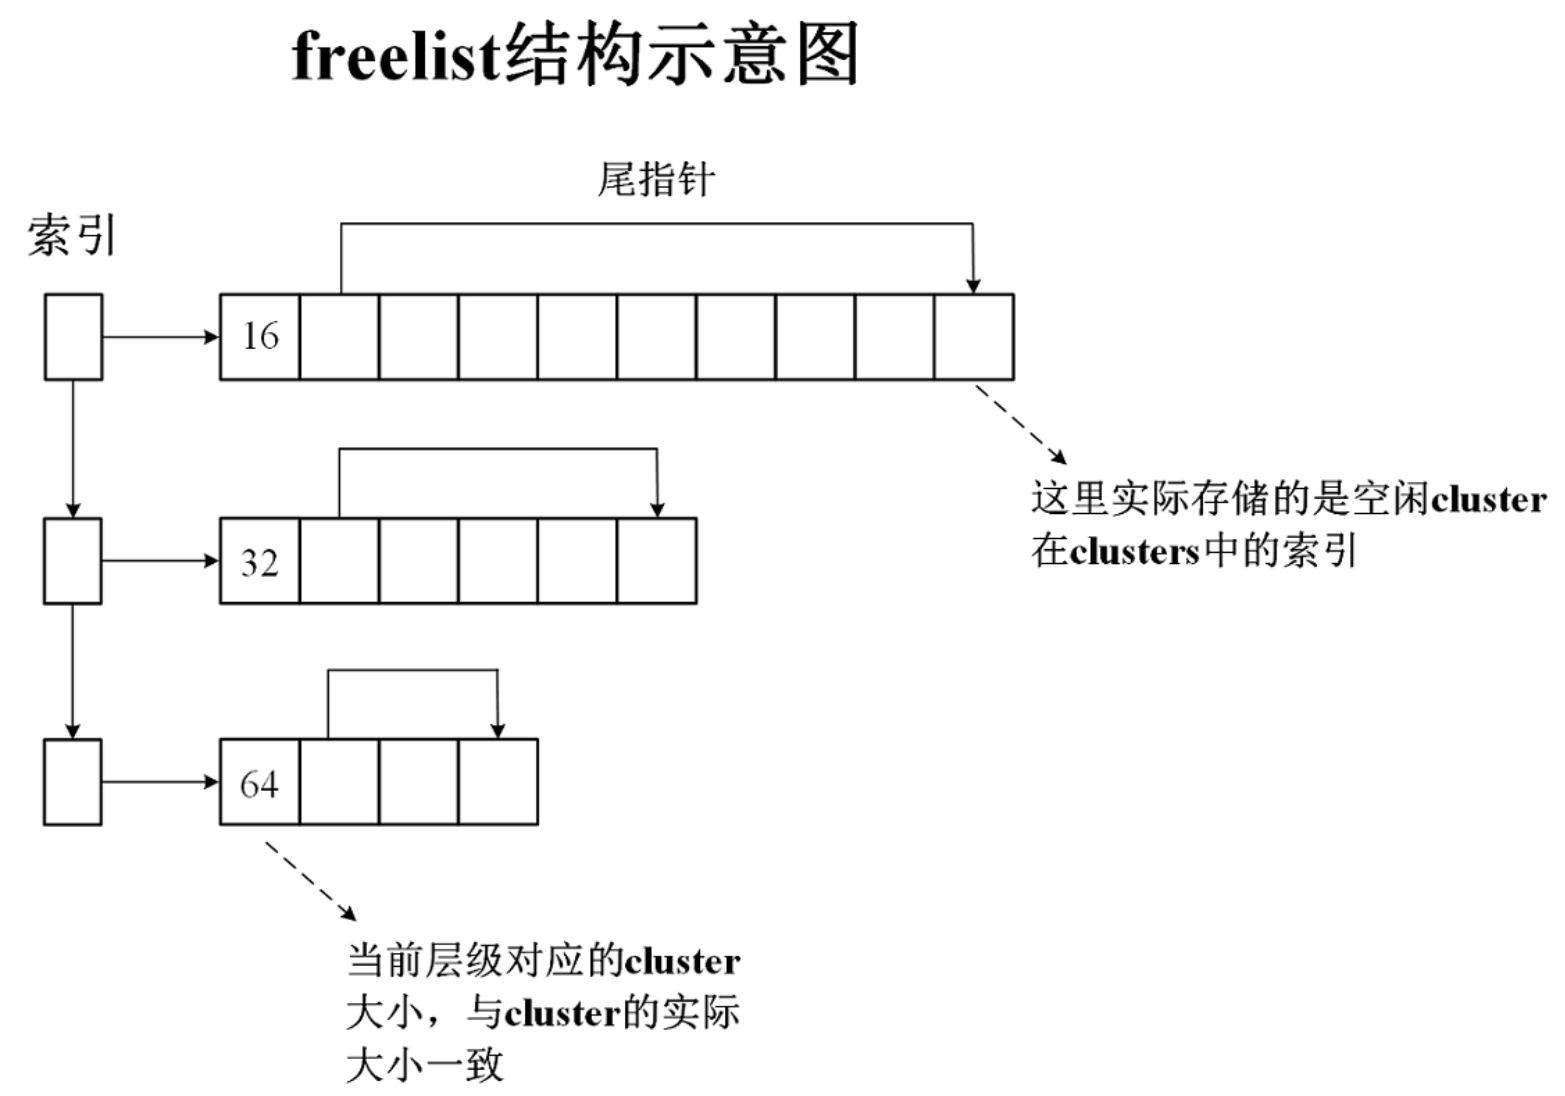 freelist结构示意图
尾指针
索引
16
这里实际存储的是空闲cluster
在clusters中的索引
32
64
当前层级对应的cluster
大小，与cluster的实际
大小一致